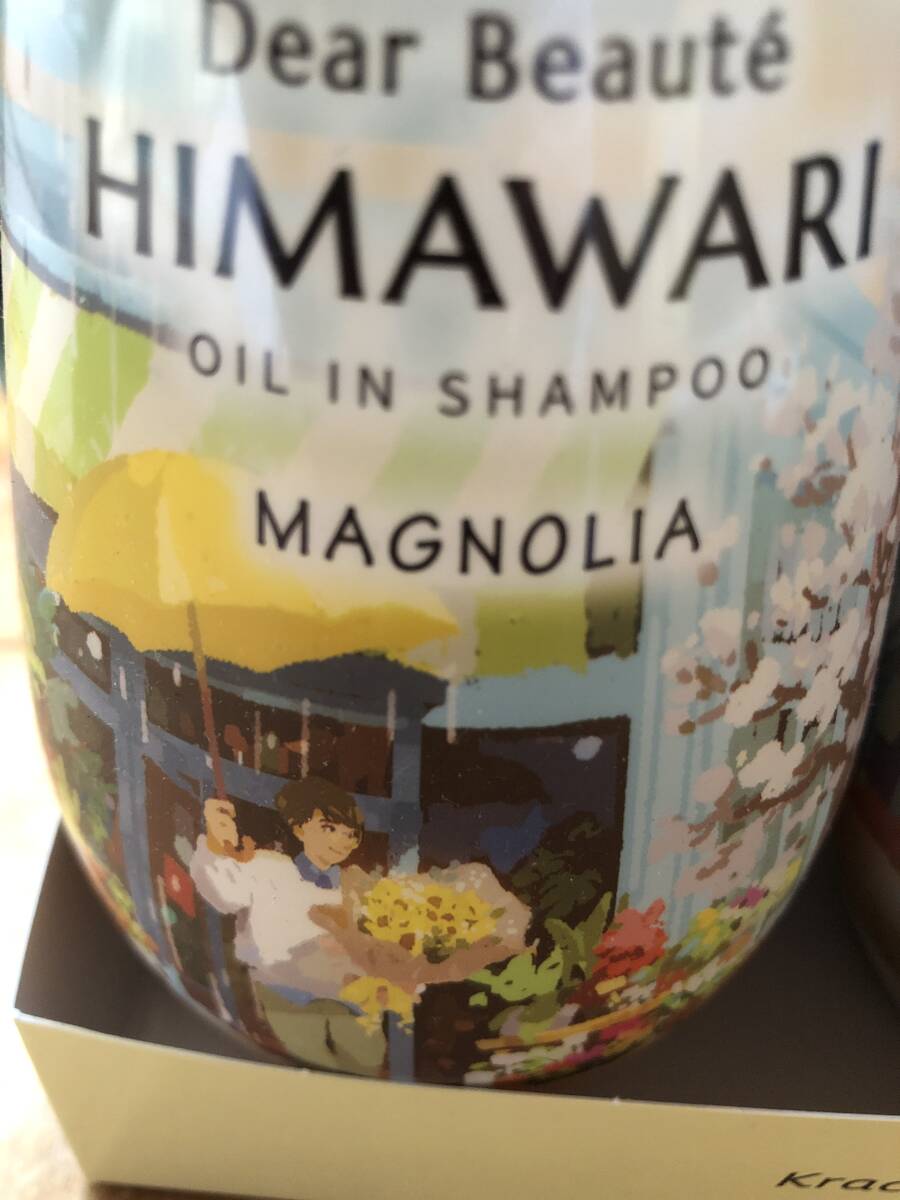 Dear Beauté
HIMAWARI
OIL IN SHAMPOO
MAGNOLIA